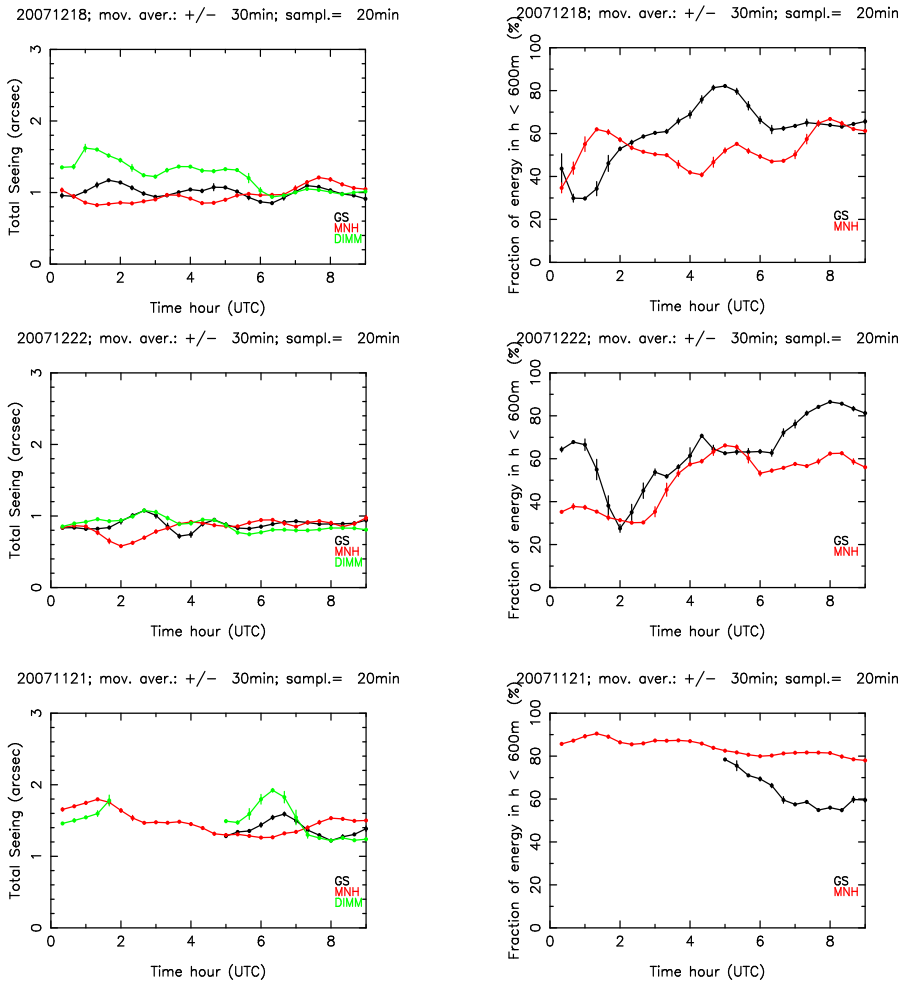 20071218; mov. aver.: +/- 30min; sampl.= 20min
Total Seeing (arcsec)
3
2
1
0
0 2 4 6 8
GS
MNH
DIMM
Time hour (UTC)
20071218; mov. aver.: +/- 30min; sampl.= 20min
Fraction of energy in h < 600m (%)
100
80
60
40
20
0
0 2 4 6 8
GS
MNH
Time hour (UTC)
20071222; mov. aver.: +/- 30min; sampl.= 20min
Total Seeing (arcsec)
3
2
1
0
0 2 4 6 8
GS
MNH
DIMM
Time hour (UTC)
20071222; mov. aver.: +/- 30min; sampl.= 20min
Fraction of energy in h < 600m (%)
100
80
60
40
20
0
0 2 4 6 8
GS
MNH
Time hour (UTC)
20071121; mov. aver.: +/- 30min; sampl.= 20min
Total Seeing (arcsec)
3
2
1
0
0 2 4 6 8
GS
MNH
DIMM
Time hour (UTC)
20071121; mov. aver.: +/- 30min; sampl.= 20min
Fraction of energy in h < 600m (%)
100
80
60
40
20
0
0 2 4 6 8
GS
MNH
Time hour (UTC)